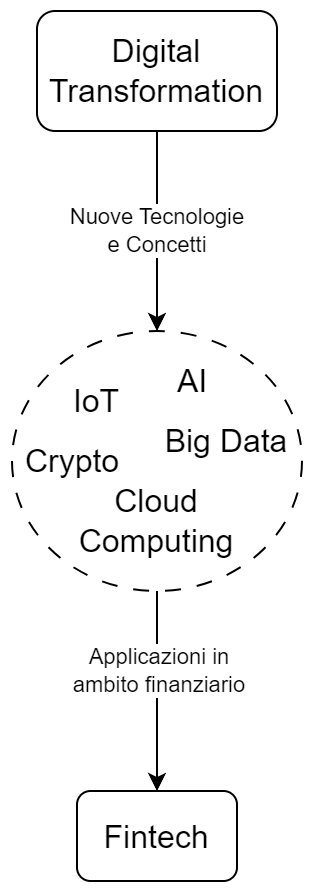 Digital
Transformation
Nuove Tecnologie
e Concetti
AI
IoT
Big Data
Crypto
Cloud
Computing
Applicazioni in
ambito finanziario
Fintech